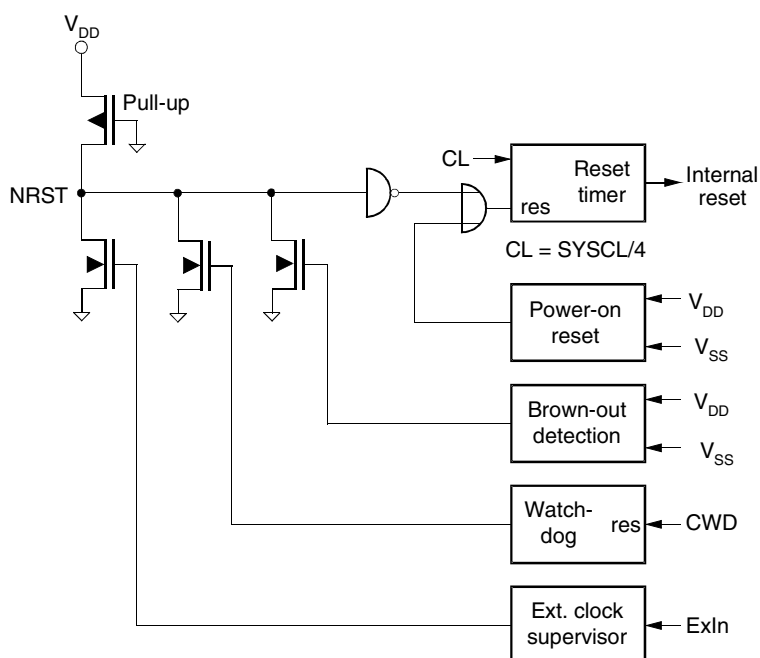 VDD
Pull-up
NRST
CL
Reset
timer
res
Internal
reset
CL = SYSCL/4
Power-on
reset
VDD
VSS
Brown-out
detection
VDD
VSS
Watch-
dog
res
CWD
Ext. clock
supervisor
ExIn